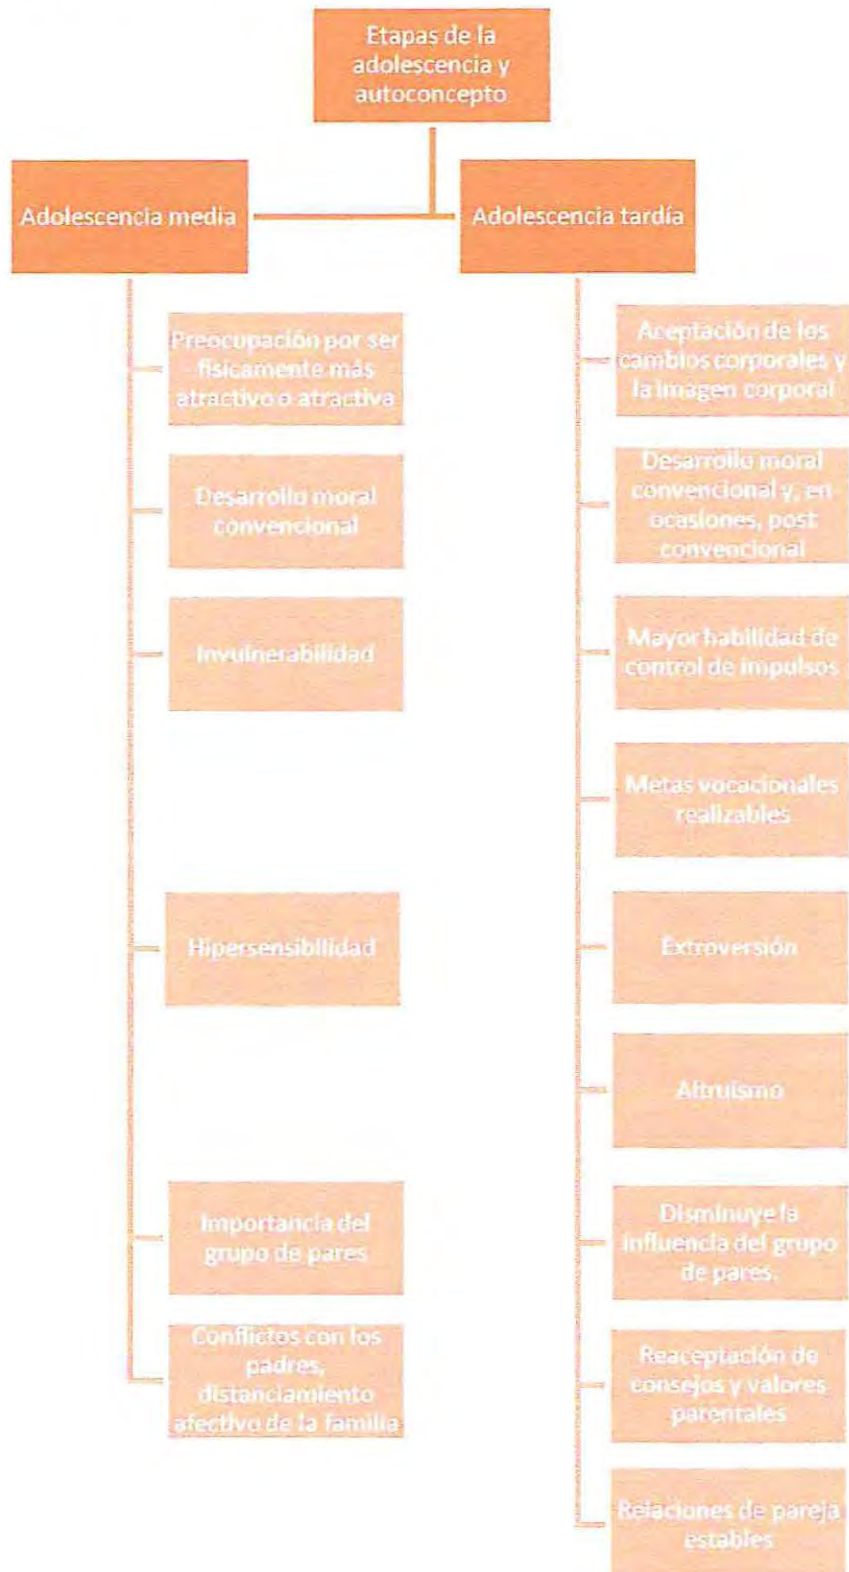 Etapas de la
adolescencia y
autoconcepto
Adolescencia media
Adolescencia tardía
Preocupación por ser
físicamente más
atractivo o atractiva
Desarrollo moral
convencional
Invulnerabilidad
Hipersensibilidad
Importancia del
grupo de pares
Conflictos con los
padres,
distanciamiento
afectivo de la familia
Aceptación de los
cambios corporales y
la imagen corporal
Desarrollo moral
convencional y, en
ocasiones, post
convencional
Mayor habilidad de
control de impulsos
Metas vocacionales
realizables
Extroversión
Altruismo
Disminuye la
influencia del grupo
de pares.
Reaceptación de
consejos y valores
parentales
Relaciones de pareja
estables